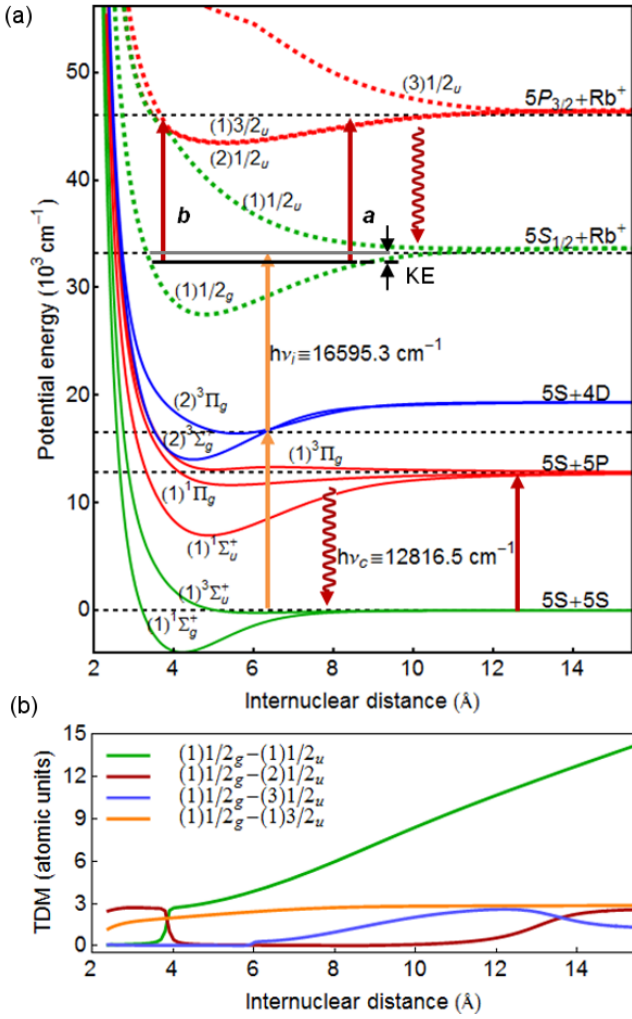 (a)
50
40
30
20
10
0
Potential energy (10³ cm⁻¹)
(3)1/2ᵤ
5P₃/₂+Rb⁺
(1)3/2ᵤ
(2)1/2ᵤ
b
a
(1)1/2ᵤ
5S₁/₂+Rb⁺
KE
(1)1/2g
hνᵢ≡16595.3 cm⁻¹
(2)³Πg
5S+4D
(2)³Σg⁺
(1)³Πg
5S+5P
(1)¹Πg
(1)¹Σᵤ⁺
hν꜀≡12816.5 cm⁻¹
(1)³Σᵤ⁺
5S+5S
(1)¹Σg⁺
2 4 6 8 10 12 14
Internuclear distance (Å)
(b)
15
12
9
6
3
0
TDM (atomic units)
(1)1/2g−(1)1/2ᵤ
(1)1/2g−(2)1/2ᵤ
(1)1/2g−(3)1/2ᵤ
(1)1/2g−(1)3/2ᵤ
2 4 6 8 10 12 14
Internuclear distance (Å)